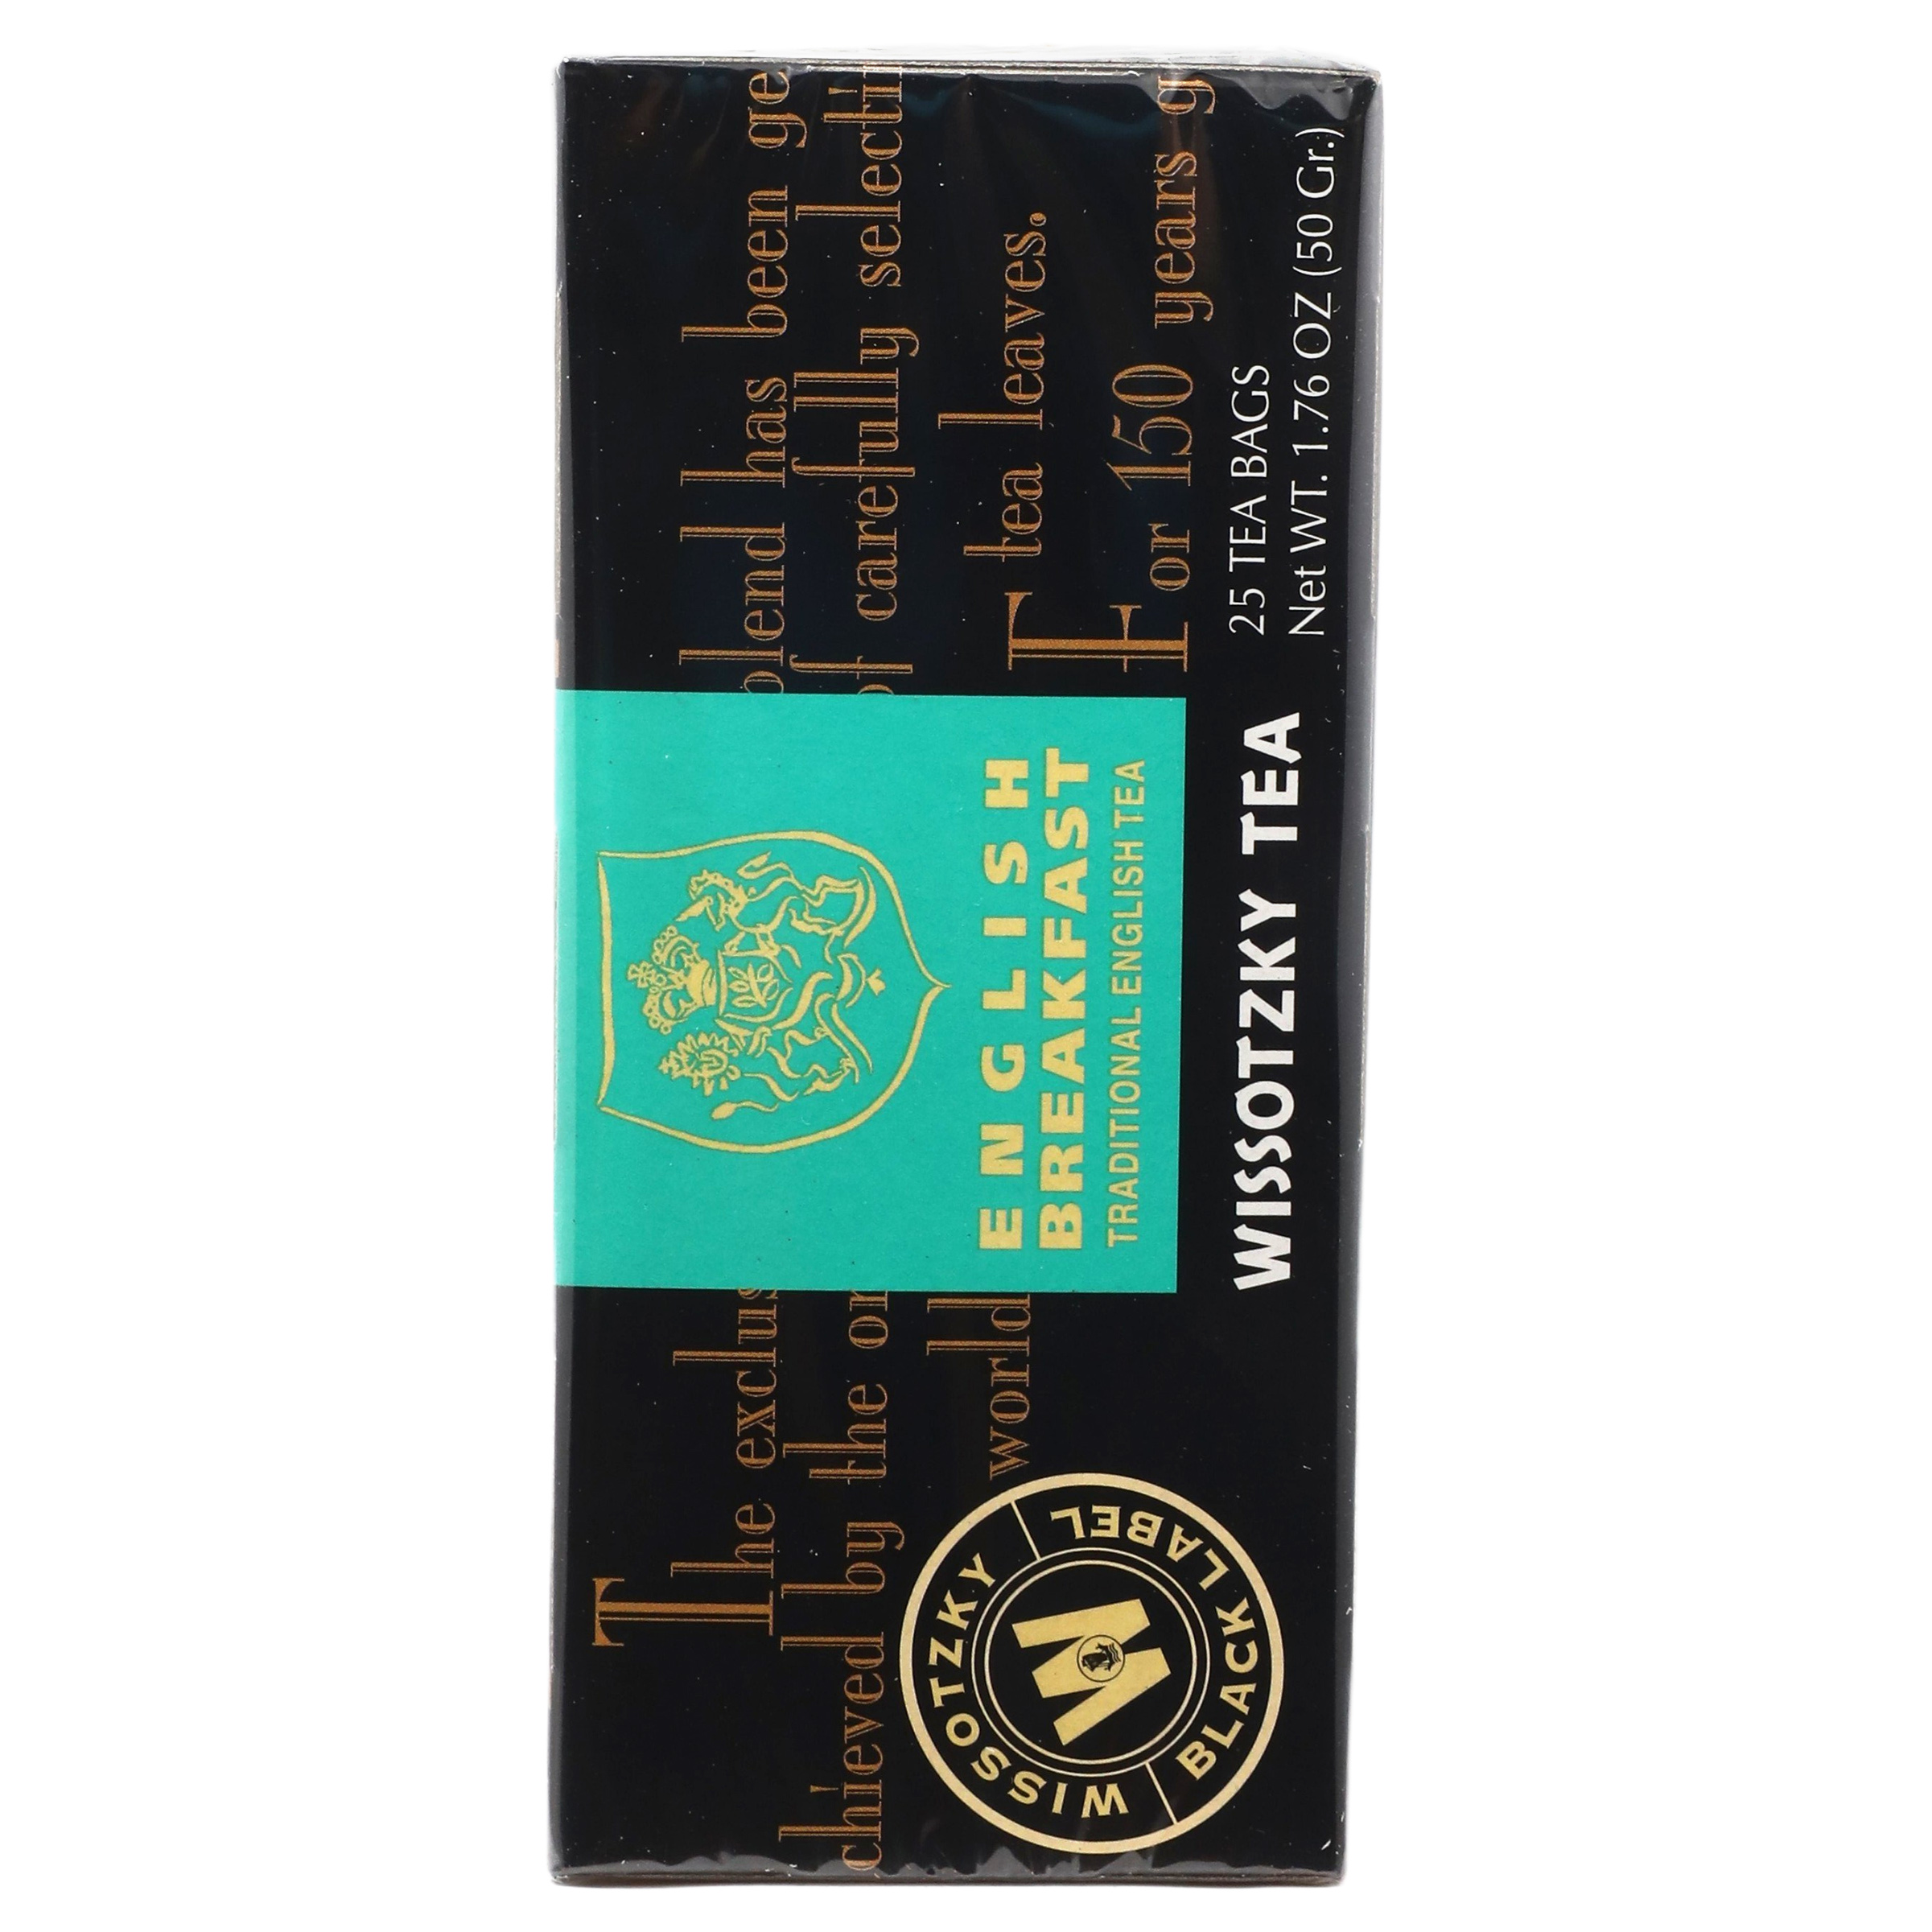 The exclus
blend has been ge
chieved by the or
of carefully selecti
world
tea leaves.
For 150 years g
ENGLISH
BREAKFAST
TRADITIONAL ENGLISH TEA
WISSOTZKY TEA
25 TEA BAGS
Net WT. 1.76 OZ (50 Gr.)
WISSOTZKY
BLACK LABEL
W